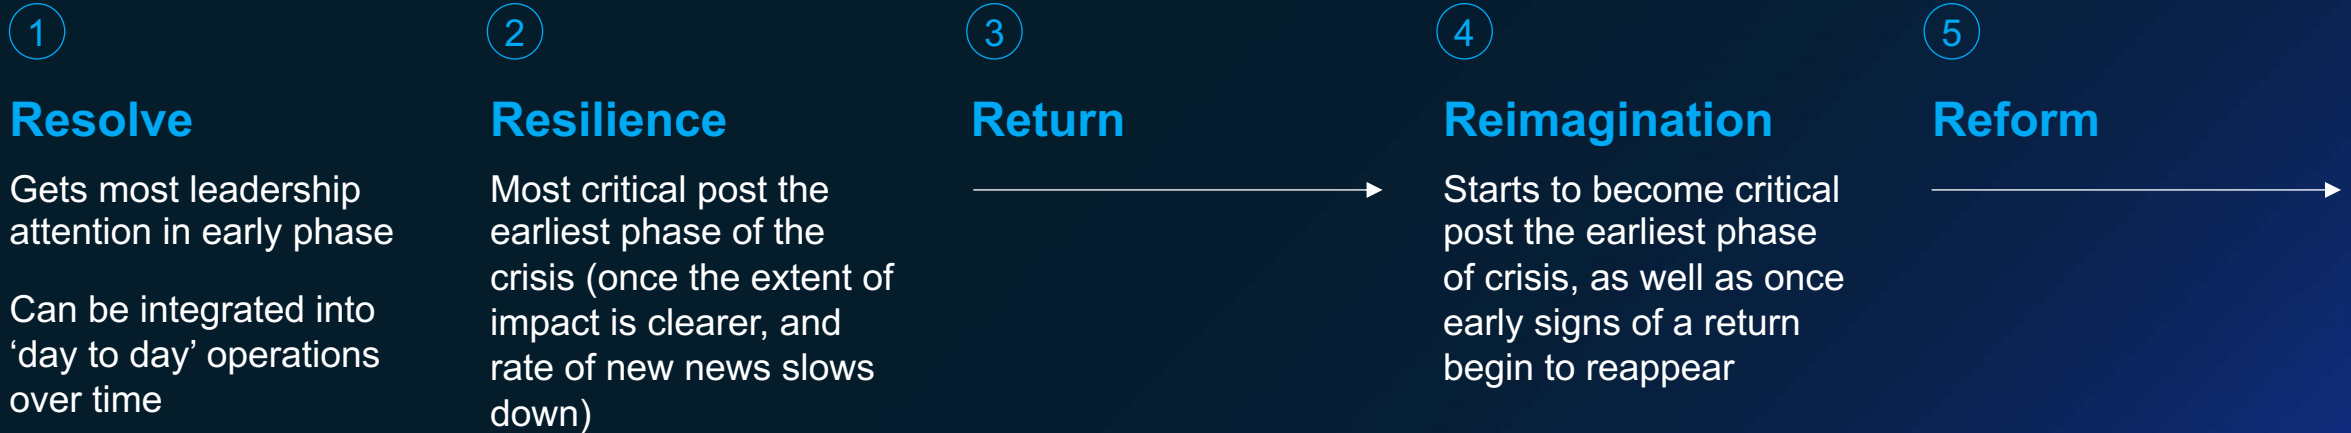 1
Resolve
Gets most leadership
attention in early phase
Can be integrated into
‘day to day’ operations
over time
2
Resilience
Most critical post the
earliest phase of the
crisis (once the extent of
impact is clearer, and
rate of new news slows
down)
3
Return
4
Reimagination
Starts to become critical
post the earliest phase
of crisis, as well as once
early signs of a return
begin to reappear
5
Reform